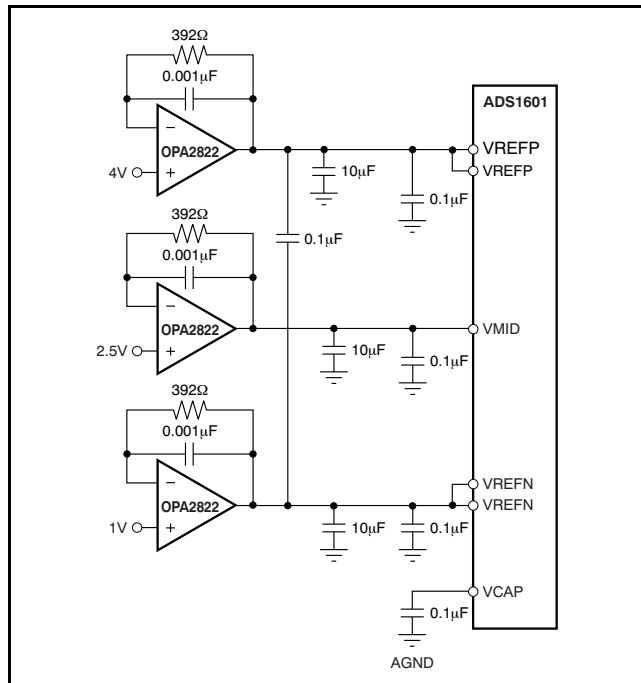 392Ω
0.001μF
ADS1601
OPA2822
4V
VREFP
VREFP
10μF
0.1μF
0.1μF
392Ω
0.001μF
OPA2822
2.5V
VMID
10μF
0.1μF
392Ω
0.001μF
OPA2822
1V
VREFN
VREFN
10μF
0.1μF
VCAP
0.1μF
AGND